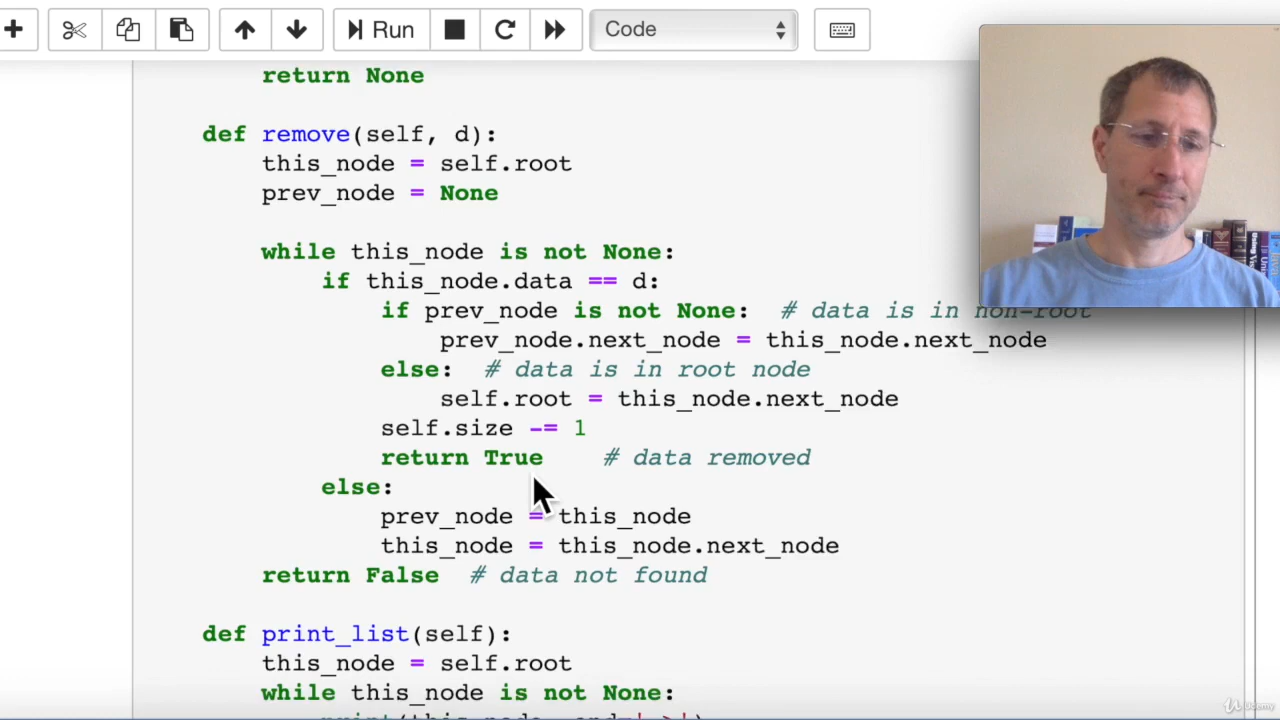 Run
Code
return None
def remove(self, d):
this_node = self.root
prev_node = None
while this_node is not None:
if this_node.data == d:
if prev_node is not None:  # data is in non-root
prev_node.next_node = this_node.next_node
else:  # data is in root node
self.root = this_node.next_node
self.size -= 1
return True    # data removed
else:
prev_node = this_node
this_node = this_node.next_node
return False  # data not found
def print_list(self):
this_node = self.root
while this_node is not None:
Udemy